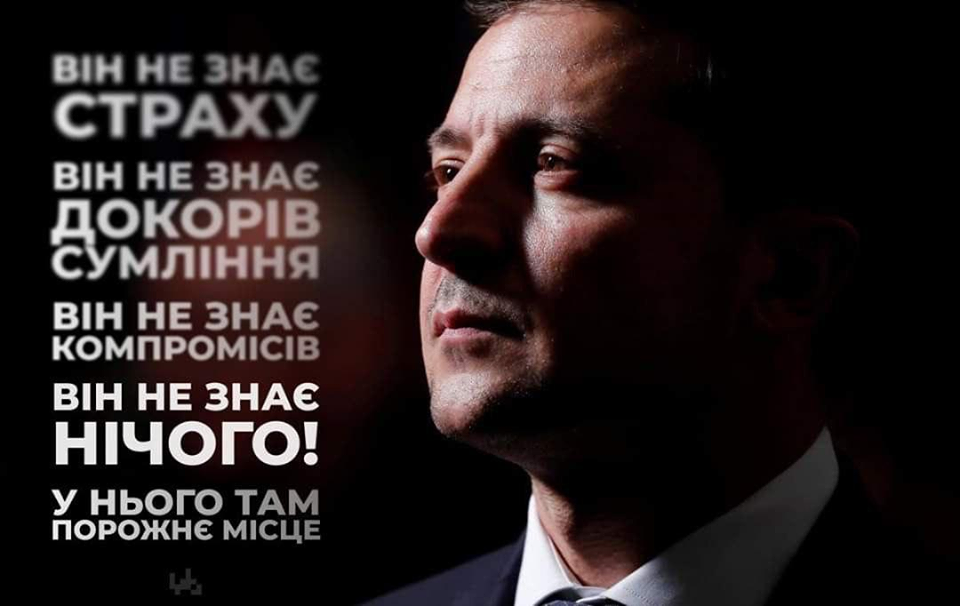 ВІН НЕ ЗНАЄ
СТРАХУ
ВІН НЕ ЗНАЄ
ДОКОРІВ
СУМЛІННЯ
ВІН НЕ ЗНАЄ
КОМПРОМІСІВ
ВІН НЕ ЗНАЄ
НІЧОГО!
У НЬОГО ТАМ
ПОРОЖНЄ МІСЦЕ